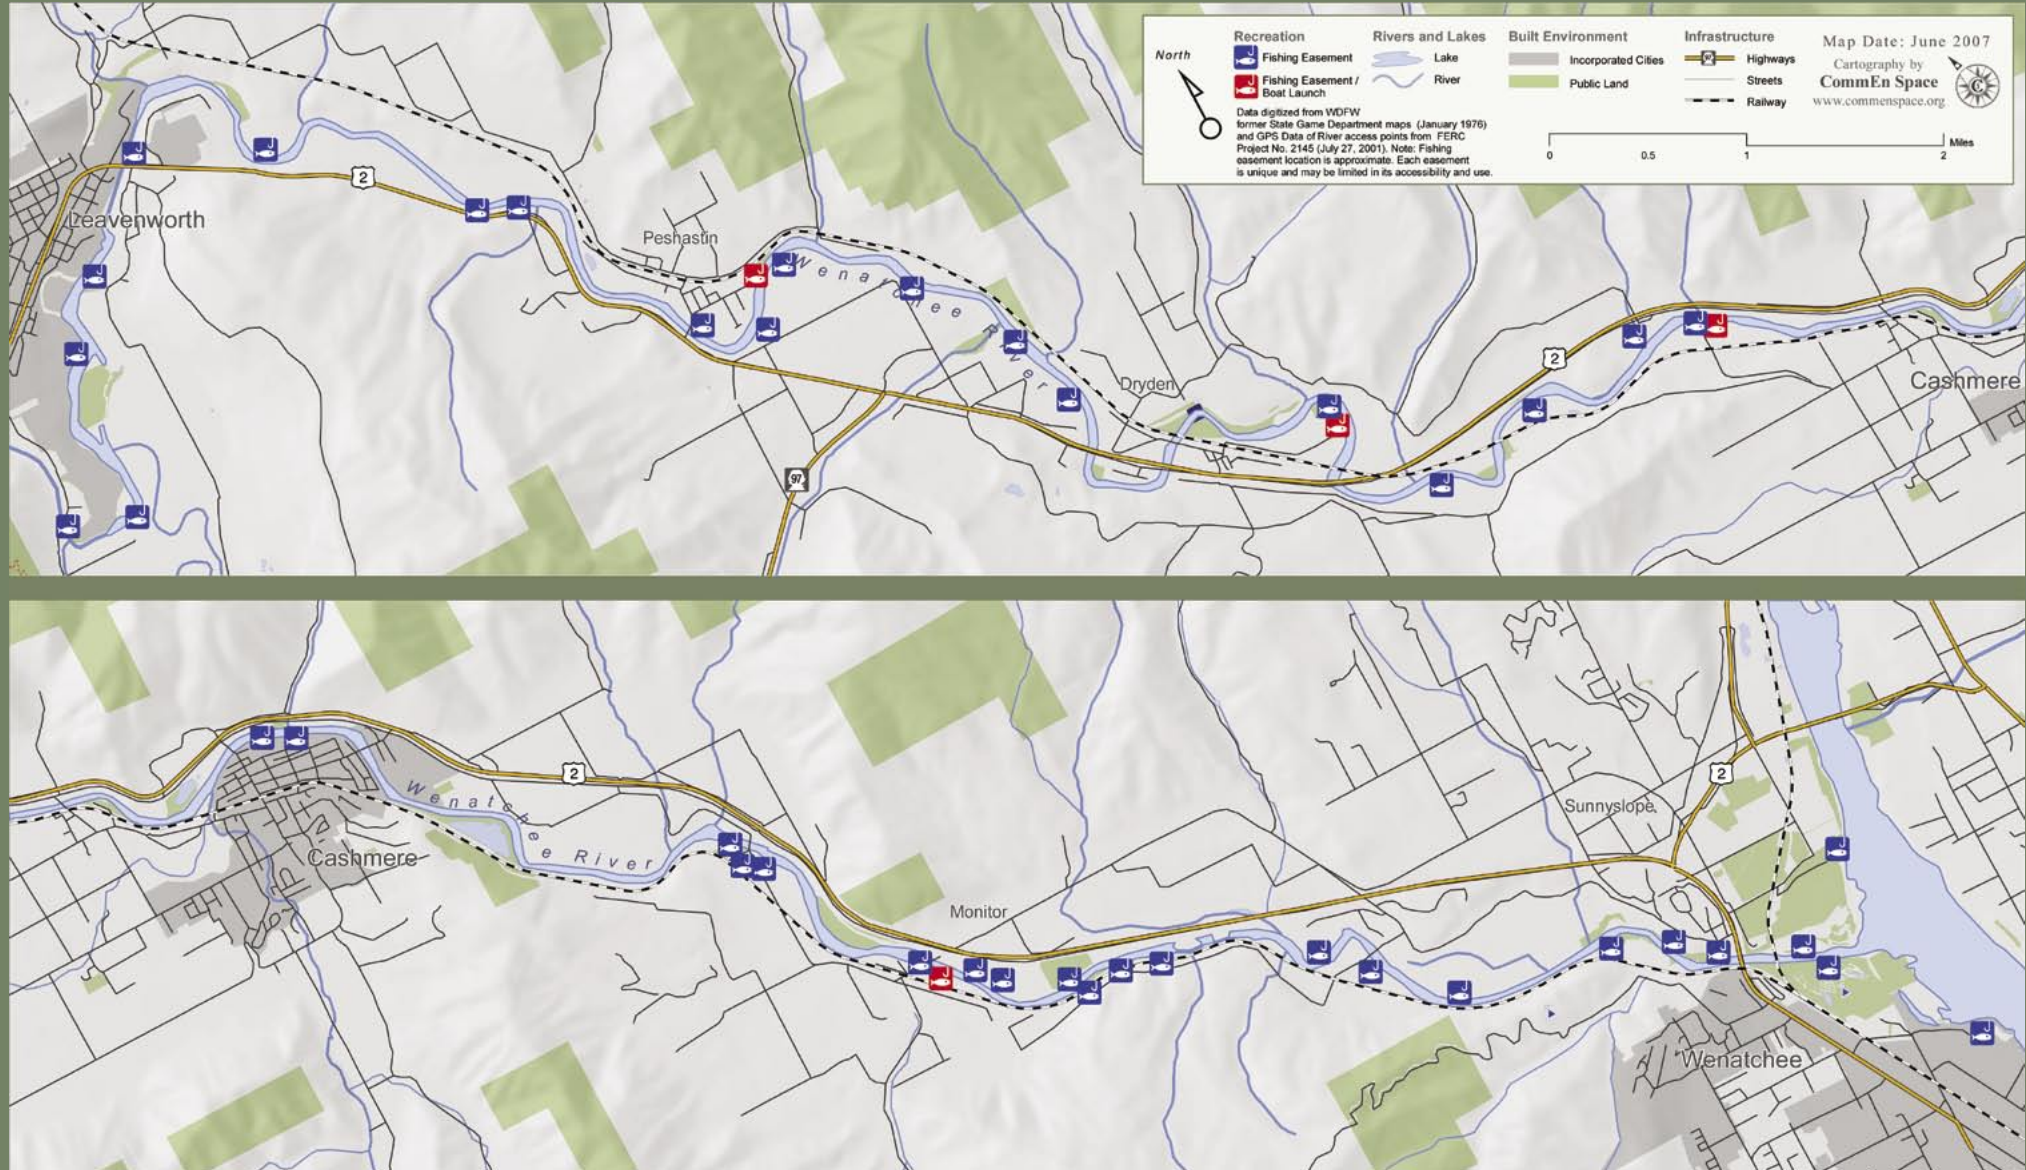 North
Recreation
Fishing Easement
Fishing Easement /
Boat Launch
Data digitized from WDFW
former State Game Department maps (January 1976)
and GPS Data of River access points from FERC
Project No. 2145 (July 27, 2001). Note: Fishing
easement location is approximate. Each easement
is unique and may be limited in its accessibility and use.
Rivers and Lakes
Lake
River
Built Environment
Incorporated Cities
Public Land
Infrastructure
Highways
Streets
Railway
Map Date: June 2007
Cartography by
CommEn Space
www.commenspace.org
C
0 0.5 1 2 Miles
2
Leavenworth
Peshastin
Wenatchee River
Dryden
2
97
Cashmere
2
Wenatchee River
Cashmere
Monitor
Sunnyslope
2
Wenatchee